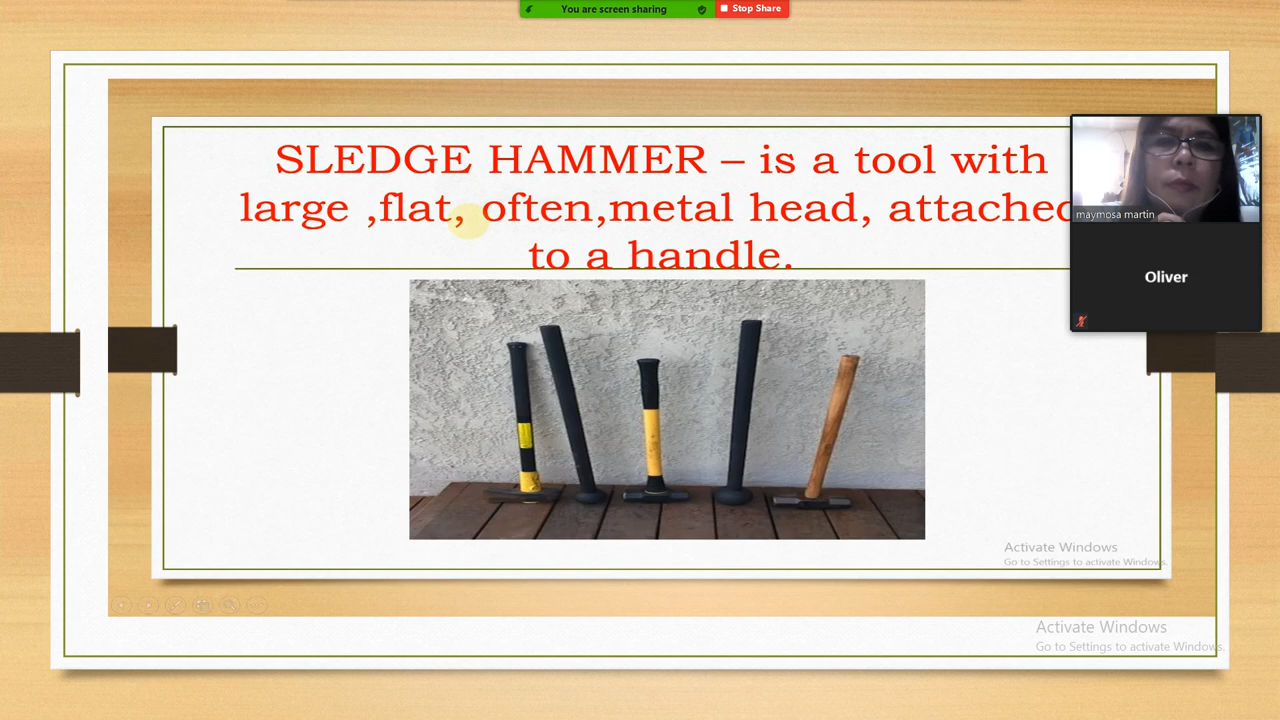 You are screen sharing
Stop Share
SLEDGE HAMMER – is a tool with
large ,flat, often,metal head, attached
to a handle.
maymosa martin
Oliver
Activate Windows
Go to Settings to activate Windows.
Activate Windows
Go to Settings to activate Windows.